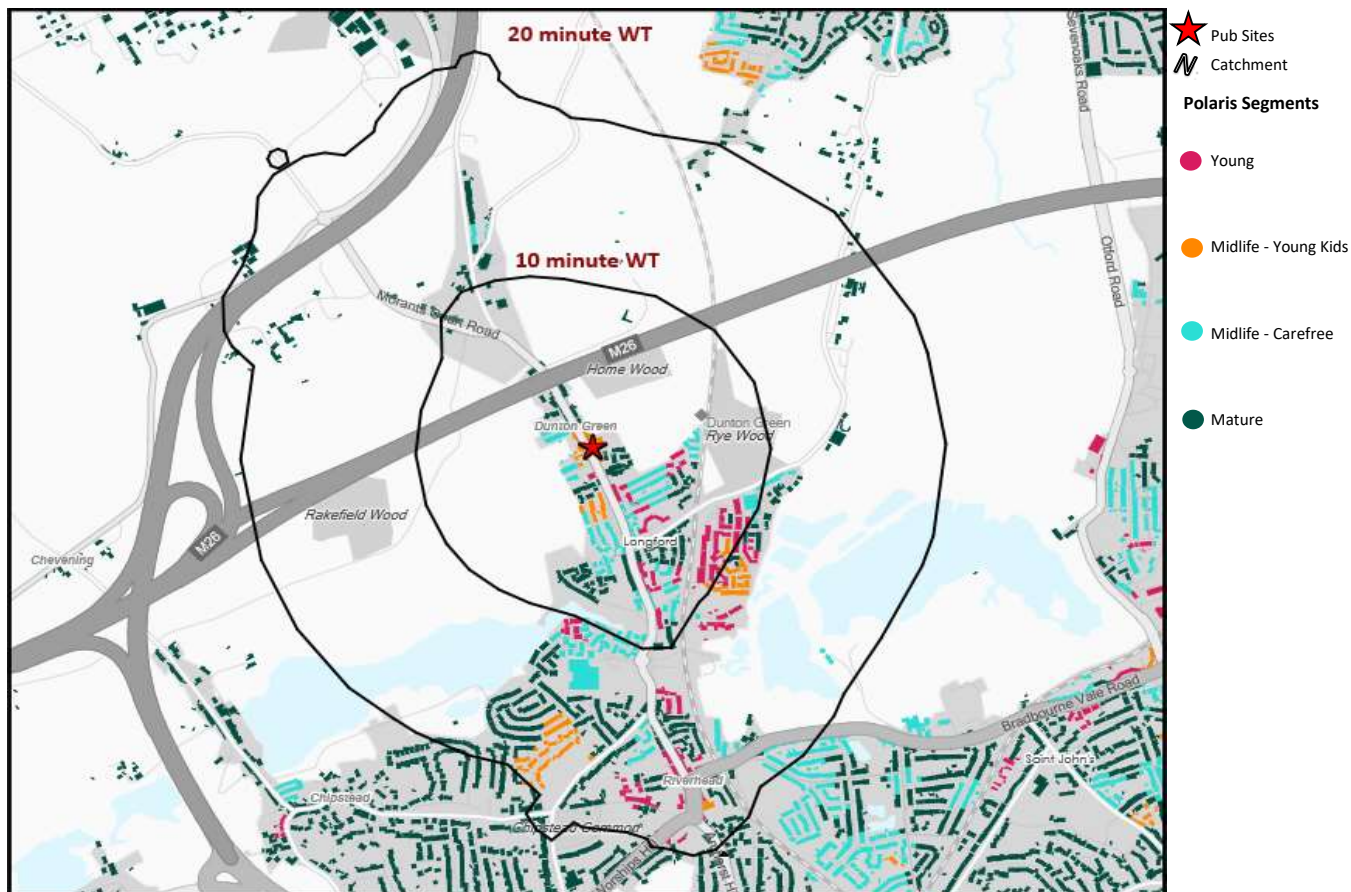 20 minute WT
Sevenoaks Road
Pub Sites
Catchment
Polaris Segments
Young
Otford Road
Midlife - Young Kids
10 minute WT
Morants Court Road
M26
Home Wood
Midlife - Carefree
Dunton Green
Dunton Green
Rye Wood
Mature
Rakefield Wood
M26
Longford
Chevening
Bradbourne Vale Road
Saint John's
Riverhead
Chipstead
Chipstead Common